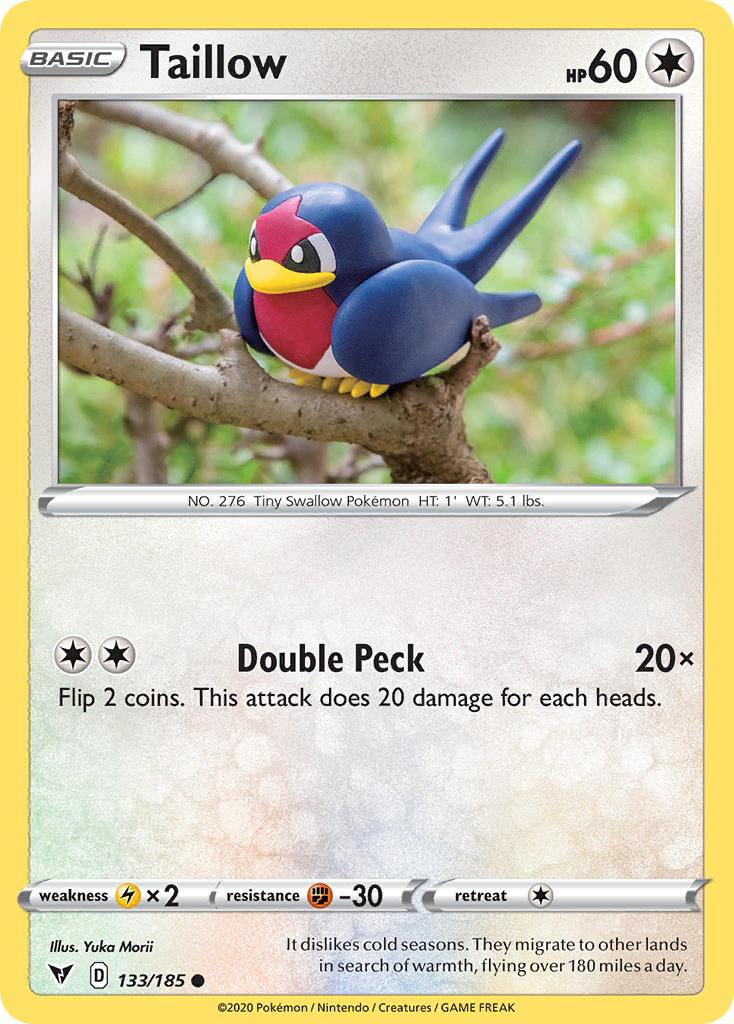 BASIC Taillow HP60
NO. 276 Tiny Swallow Pokémon HT: 1' WT: 5.1 lbs.
Double Peck 20×
Flip 2 coins. This attack does 20 damage for each heads.
weakness ×2 resistance -30 retreat
Illus. Yuka Morii
It dislikes cold seasons. They migrate to other lands
in search of warmth, flying over 180 miles a day.
D 133/185
©2020 Pokémon / Nintendo / Creatures / GAME FREAK